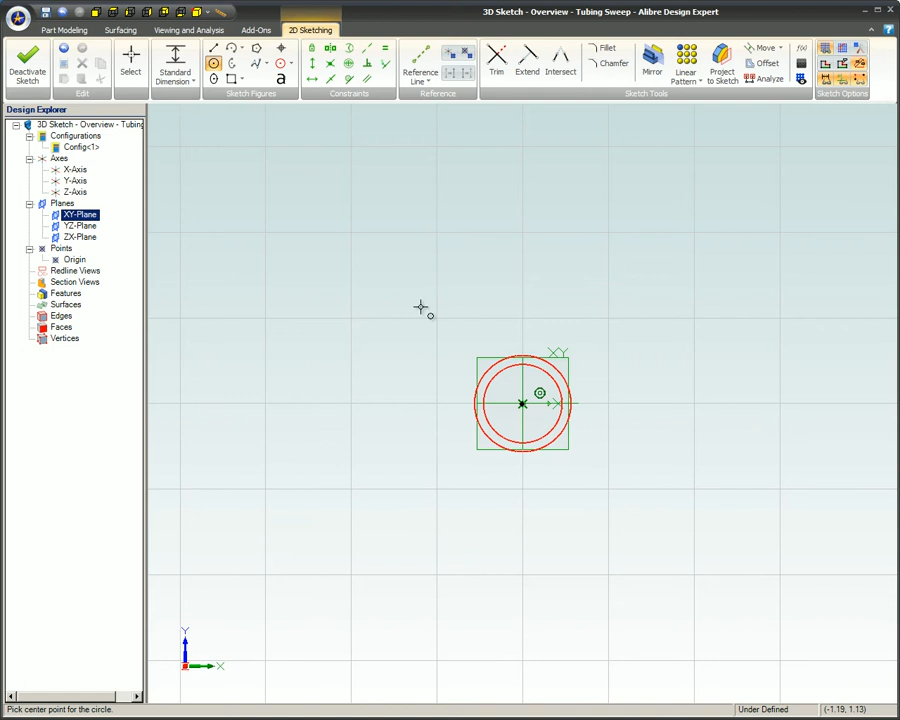 3D Sketch - Overview - Tubing Sweep - Alibre Design Expert
Part Modeling Surfacing Viewing and Analysis Add-Ons 2D Sketching
Deactivate Sketch
Select
Standard Dimension
Reference Line
Trim
Extend
Intersect
Fillet
Chamfer
Mirror
Linear Pattern
Project to Sketch
Move
Offset
Analyze
f(x)
a
Edit Sketch Figures Constraints Reference Sketch Tools Sketch Options
Design Explorer
3D Sketch - Overview - Tubing
Configurations
Config<1>
Axes
X-Axis
Y-Axis
Z-Axis
Planes
XY-Plane
YZ-Plane
ZX-Plane
Points
Origin
Redline Views
Section Views
Features
Surfaces
Edges
Faces
Vertices
XY
X
Y
X
Pick center point for the circle. Under Defined (-1.19, 1.13)